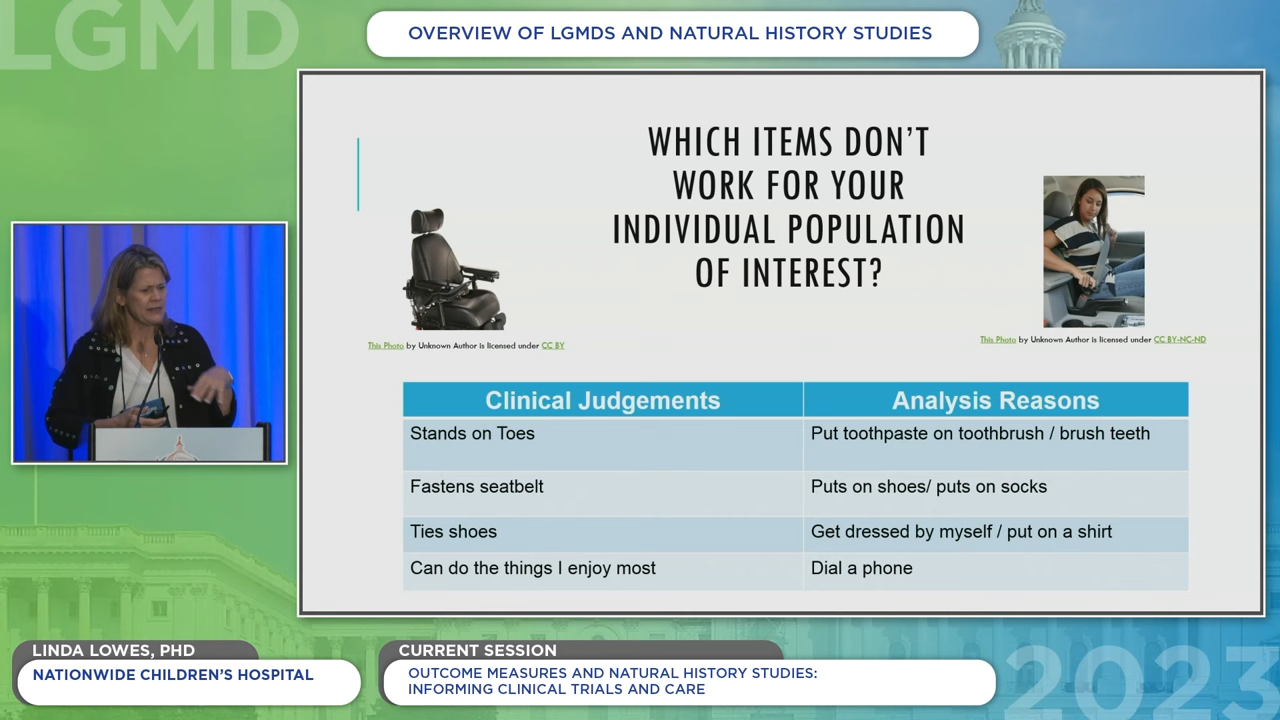 LGMD
OVERVIEW OF LGMDS AND NATURAL HISTORY STUDIES
WHICH ITEMS DON'T
WORK FOR YOUR
INDIVIDUAL POPULATION
OF INTEREST?
This Photo by Unknown Author is licensed under CC BY
This Photo by Unknown Author is licensed under CC BY-NC-ND
Clinical Judgements
Analysis Reasons
Stands on Toes
Put toothpaste on toothbrush / brush teeth
Fastens seatbelt
Puts on shoes/ puts on socks
Ties shoes
Get dressed by myself / put on a shirt
Can do the things I enjoy most
Dial a phone
LINDA LOWES, PHD
NATIONWIDE CHILDREN'S HOSPITAL
CURRENT SESSION
OUTCOME MEASURES AND NATURAL HISTORY STUDIES:
INFORMING CLINICAL TRIALS AND CARE
2023